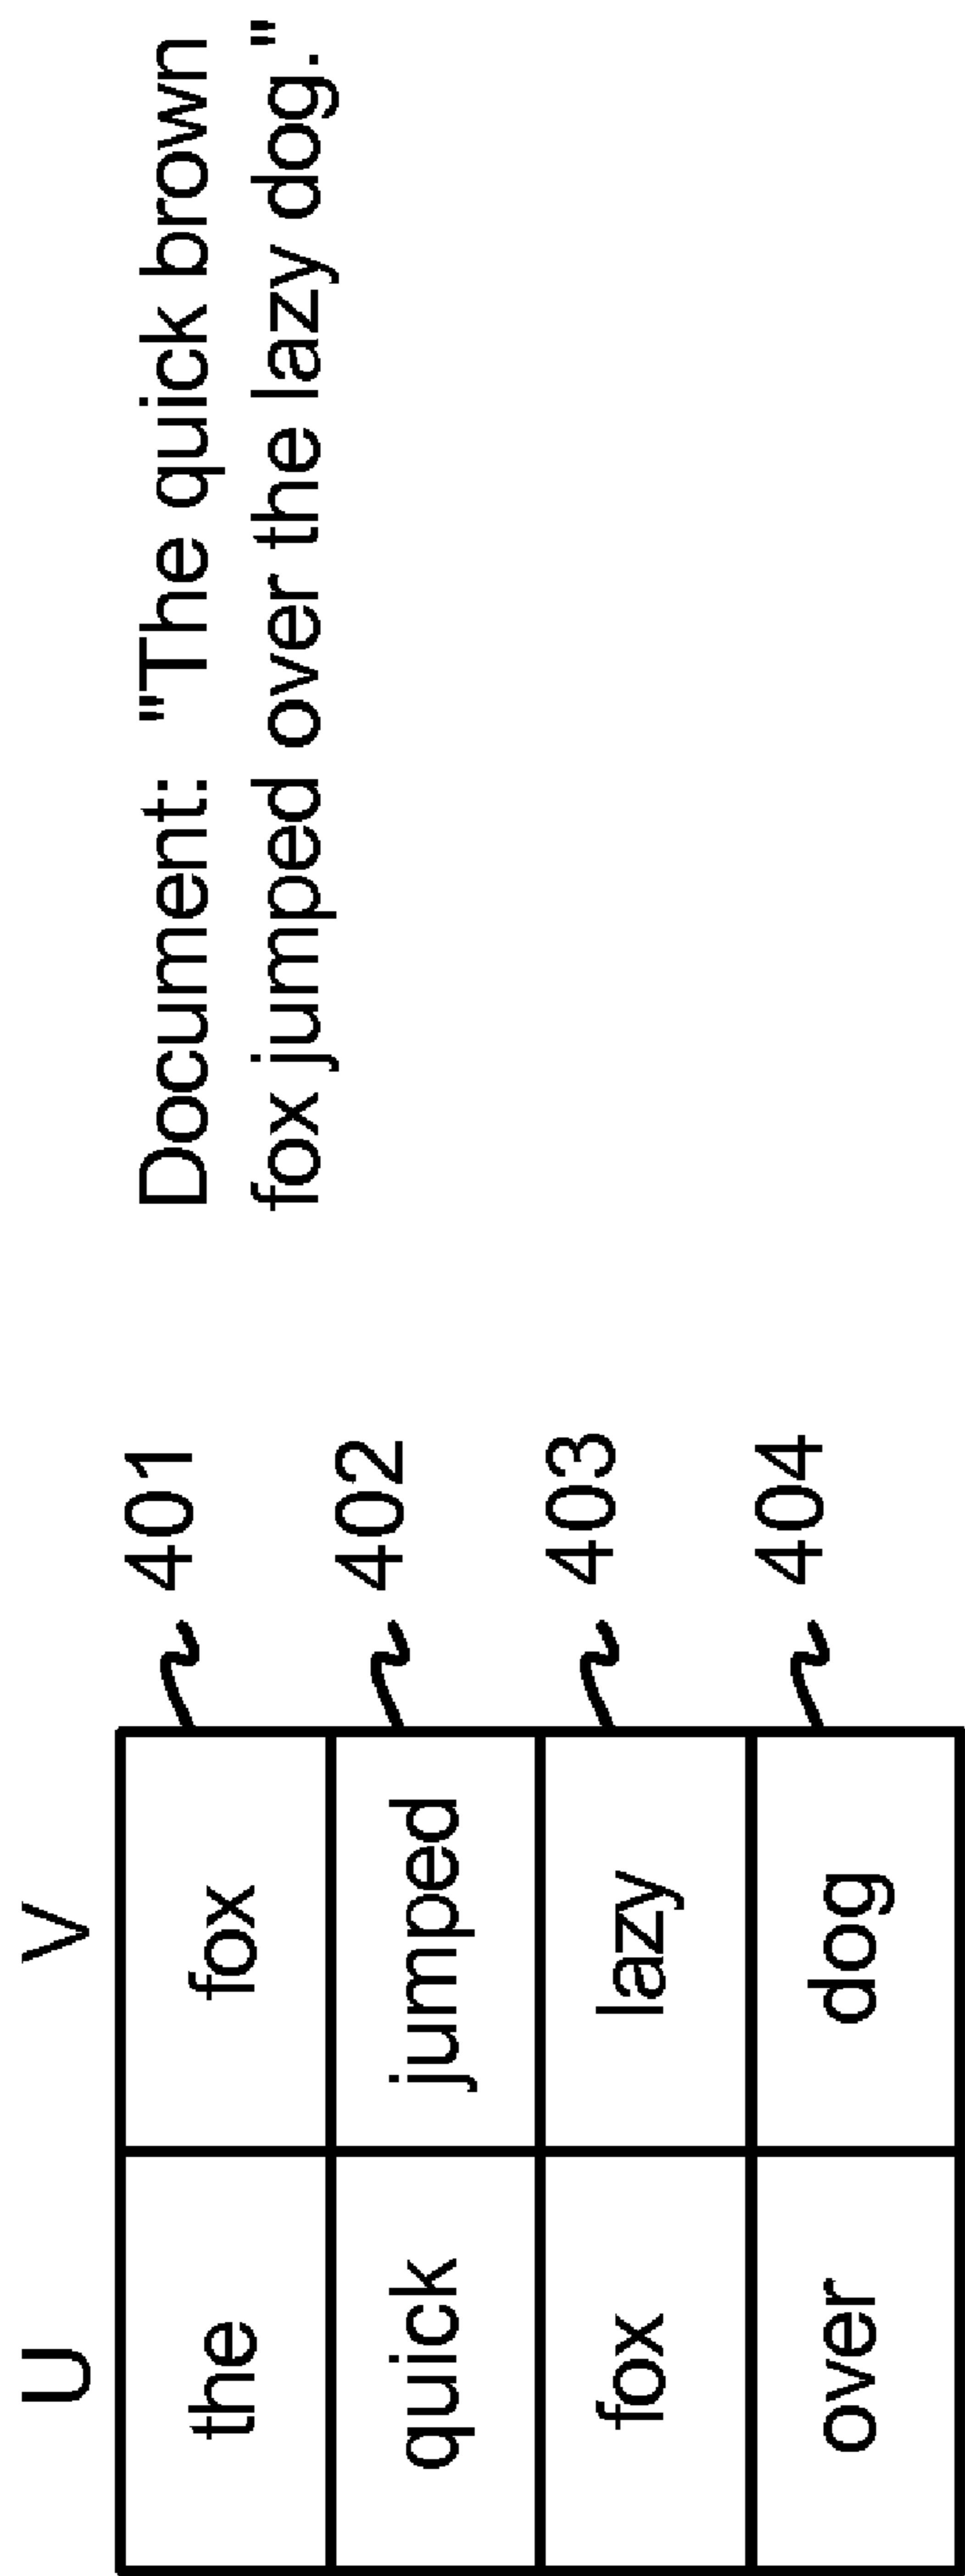 U V
the fox 401
quick jumped 402
fox lazy 403
over dog 404
Document: "The quick brown
fox jumped over the lazy dog."